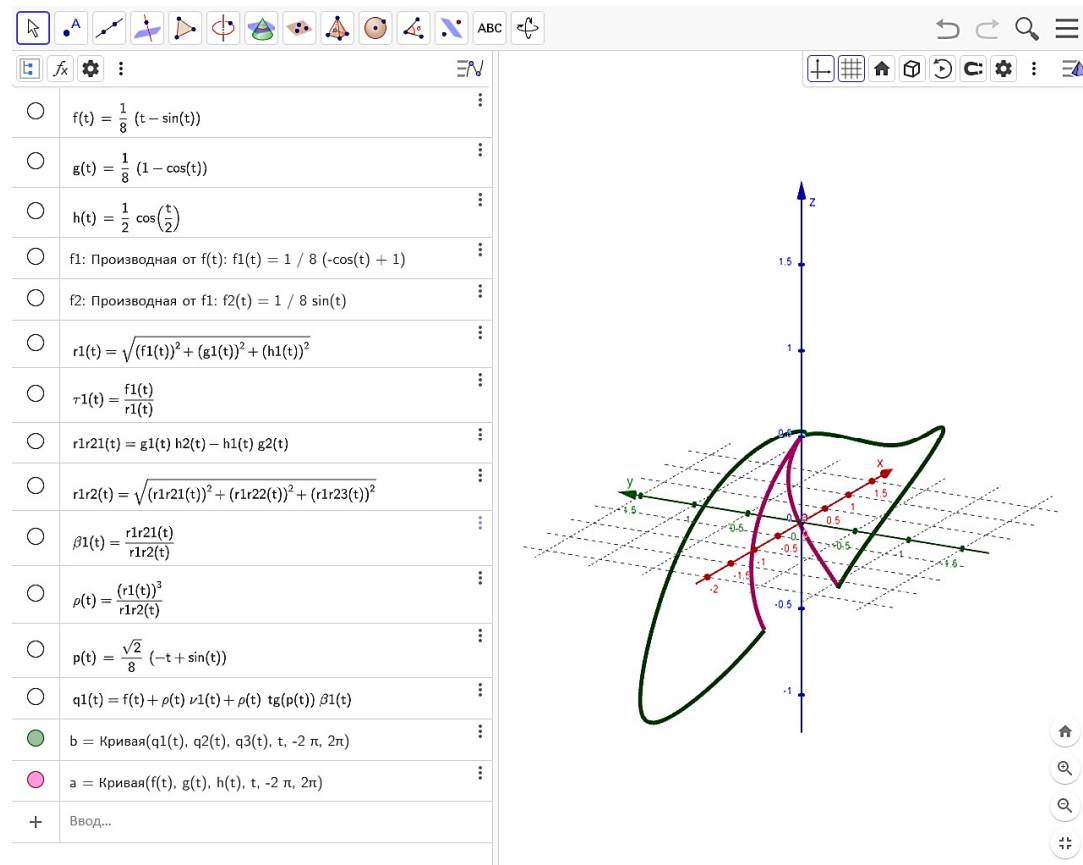 A
ABC
fx
f(t) = 1/8 (t − sin(t))
g(t) = 1/8 (1 − cos(t))
h(t) = 1/2 cos(t/2)
f1: Производная от f(t): f1(t) = 1 / 8 (-cos(t) + 1)
f2: Производная от f1: f2(t) = 1 / 8 sin(t)
r1(t) = √((f1(t))² + (g1(t))² + (h1(t))²)
τ1(t) = f1(t)/r1(t)
r1r21(t) = g1(t) h2(t) − h1(t) g2(t)
r1r2(t) = √((r1r21(t))² + (r1r22(t))² + (r1r23(t))²)
β1(t) = r1r21(t)/r1r2(t)
ρ(t) = (r1(t))³/r1r2(t)
p(t) = √2/8 (−t + sin(t))
q1(t) = f(t) + ρ(t) ν1(t) + ρ(t) tg(p(t)) β1(t)
b = Кривая(q1(t), q2(t), q3(t), t, -2 π, 2π)
a = Кривая(f(t), g(t), h(t), t, -2 π, 2π)
+ Ввод...
z
1.5
1
0.5
x
1.5
1
0.5
y
1.5
1
0.5
0
-0.5
-1
-1.5
-2
-0.5
-1
-1.5
-0.5
-1